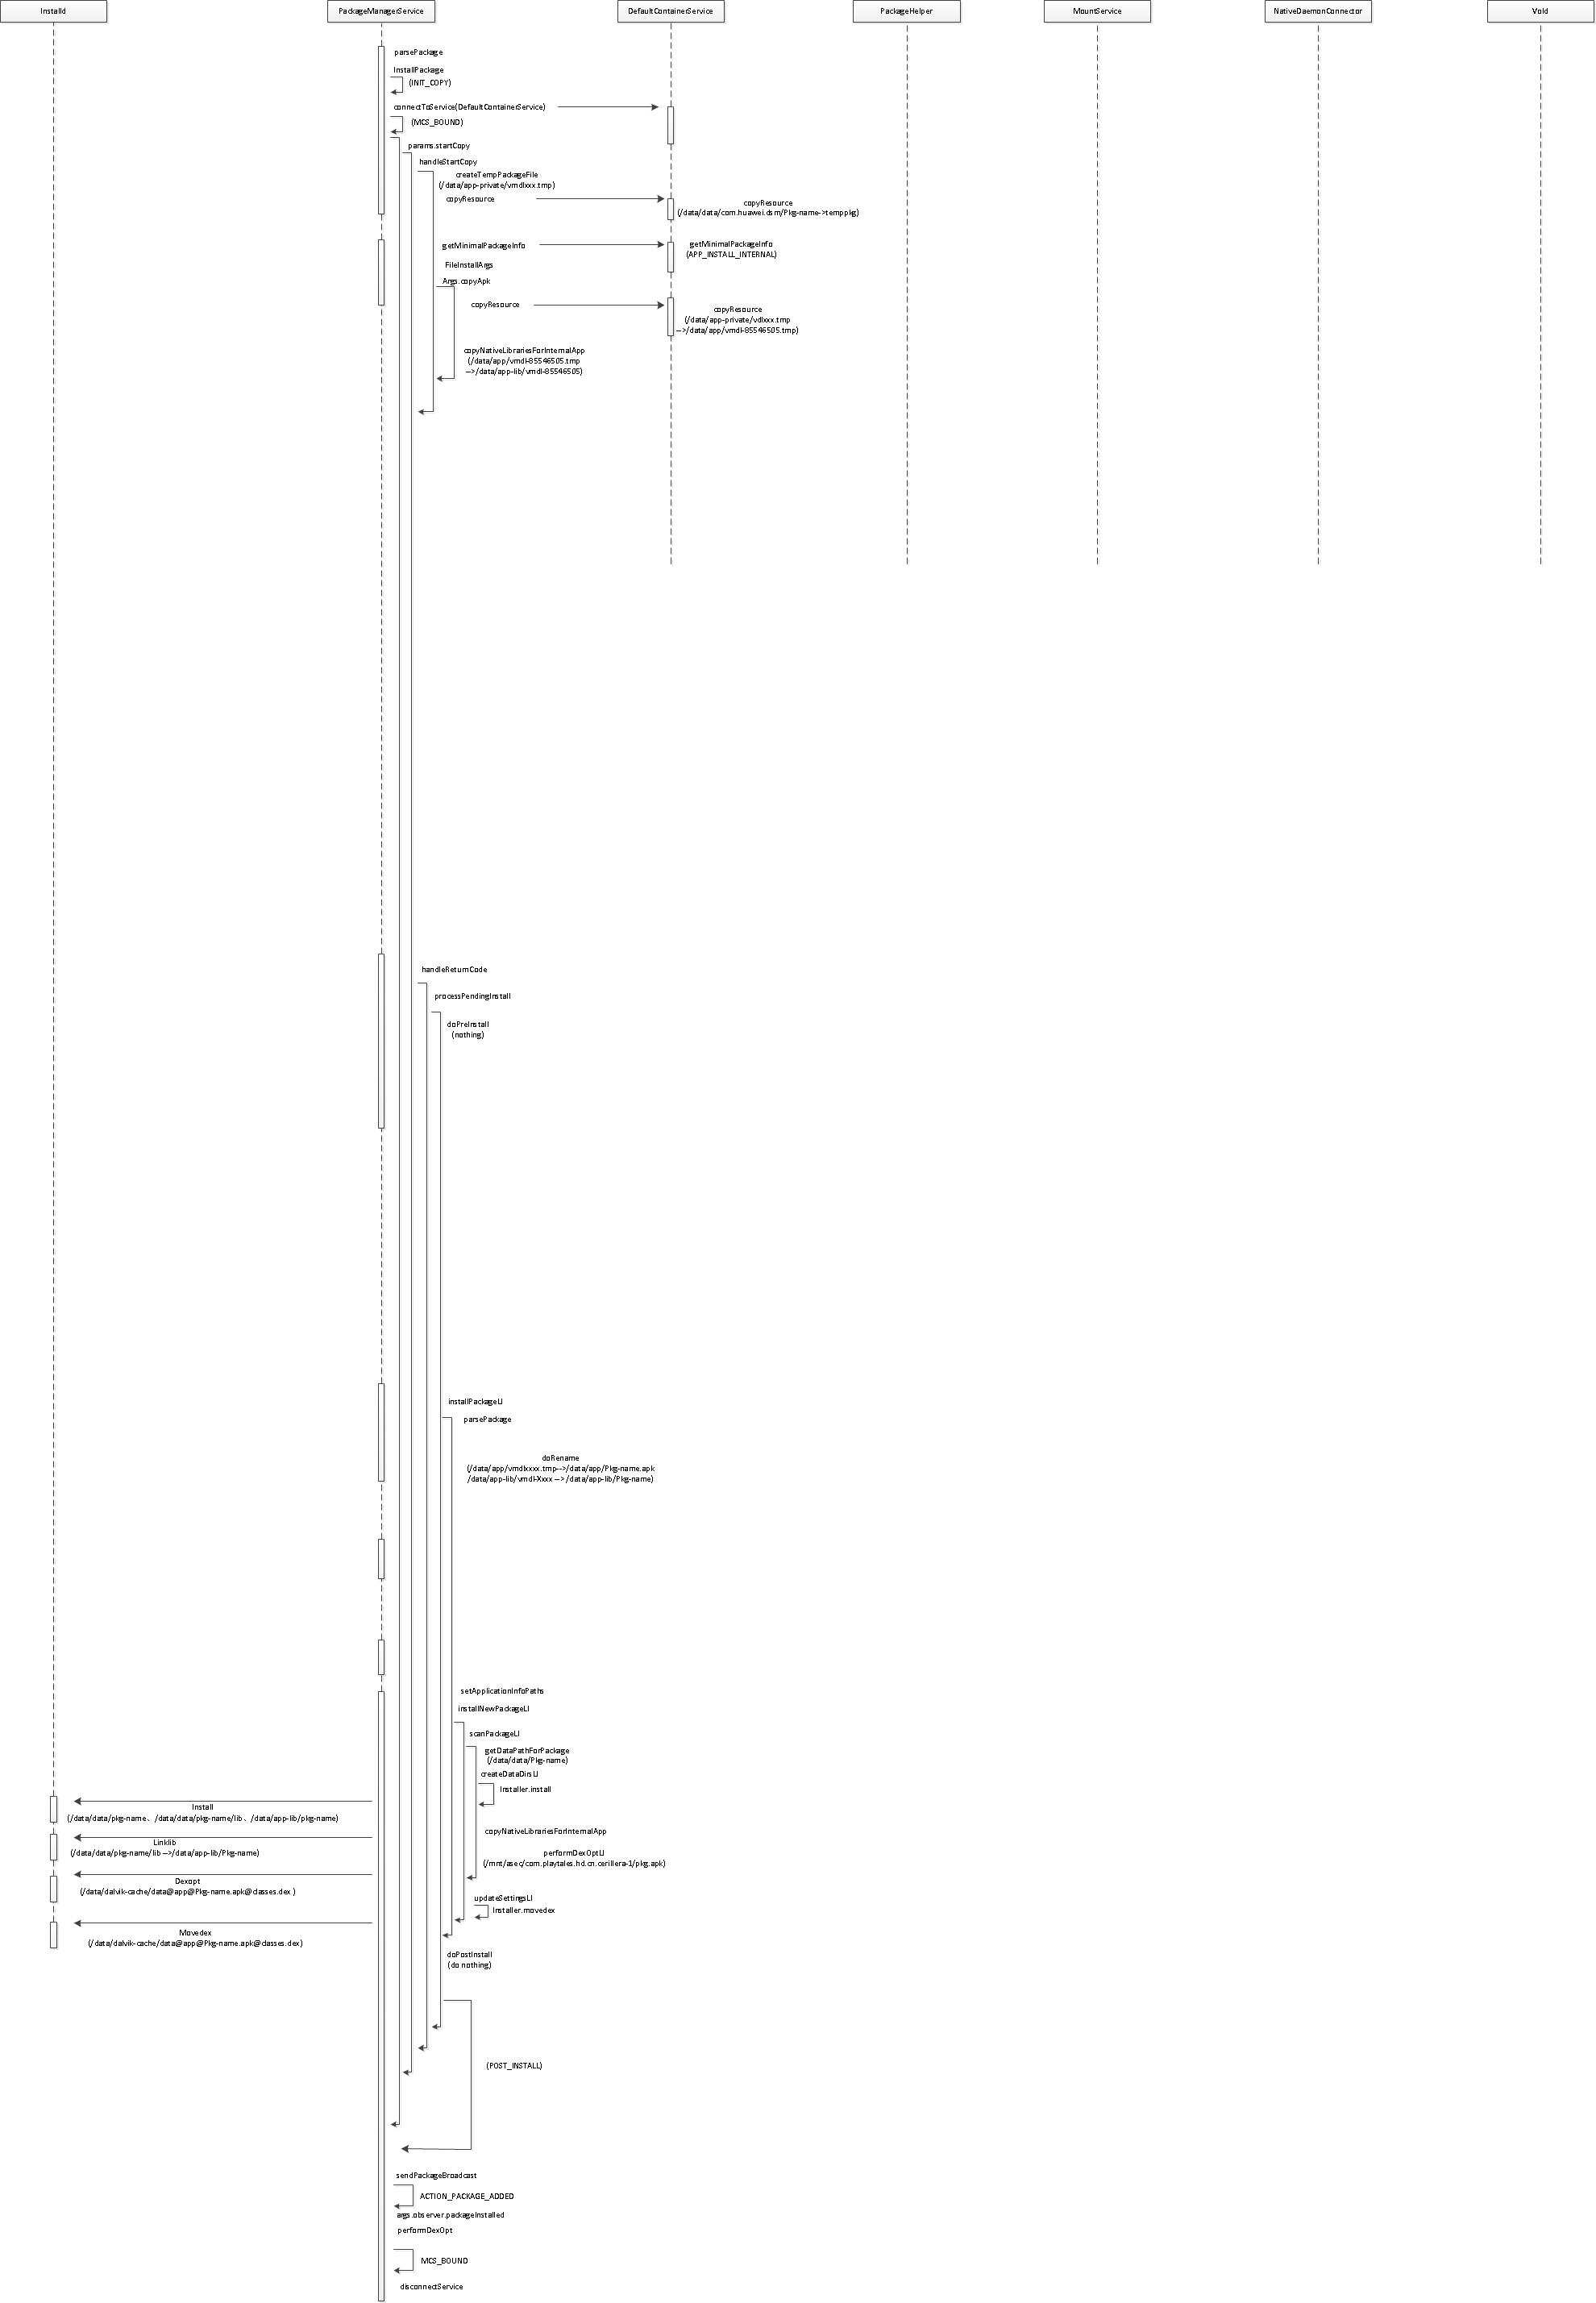 Installd
PackageManagerService
DefaultContainerService
PackageHelper
MountService
NativeDaemonConnector
Vold
parsePackage
InstallPackage
(INIT_COPY)
connectToService(DefaultContainerService)
(MCS_BOUND)
params.startCopy
handleStartCopy
createTempPackageFile
(/data/app-private/vmdlxxx.tmp)
copyResource
copyResource
(/data/data/com.huawei.dsm/Pkg-name->temppkg)
getMinimalPackageInfo
getMinimalPackageInfo
(APP_INSTALL_INTERNAL)
FileInstallArgs
Args.copyApk
copyResource
copyResource
(/data/app-private/vdlxxx.tmp
-->/data/app/vmdl-85546505.tmp)
copyNativeLibrariesForInternalApp
(/data/app/vmdl-85546505.tmp
-->/data/app-lib/vmdl-85546505)
handleReturnCode
processPendingInstall
doPreInstall
(nothing)
installPackageLI
parsePackage
doRename
(/data/app/vmdlxxxx.tmp-->/data/app/Pkg-name.apk
/data/app-lib/vmdl-Xxxx -->/data/app-lib/Pkg-name)
setApplicationInfoPaths
installNewPackageLI
scanPackageLI
getDataPathForPackage
(/data/data/Pkg-name)
createDataDirsLI
Installer.install
Install
(/data/data/pkg-name、/data/data/pkg-name/lib、/data/app-lib/pkg-name)
copyNativeLibrariesForInternalApp
Linklib
(/data/data/pkg-name/lib -->/data/app-lib/Pkg-name)
performDexOptLI
(/mnt/asec/com.playtales.hd.cn.cerillera-1/pkg.apk)
Dexopt
(/data/dalvik-cache/data@app@Pkg-name.apk@classes.dex )
updateSettingsLI
Installer.movedex
Movedex
(/data/dalvik-cache/data@app@Pkg-name.apk@classes.dex)
doPostInstall
(do nothing)
(POST_INSTALL)
sendPackageBroadcast
ACTION_PACKAGE_ADDED
args.observer.packageInstalled
performDexOpt
MCS_BOUND
disconnectService